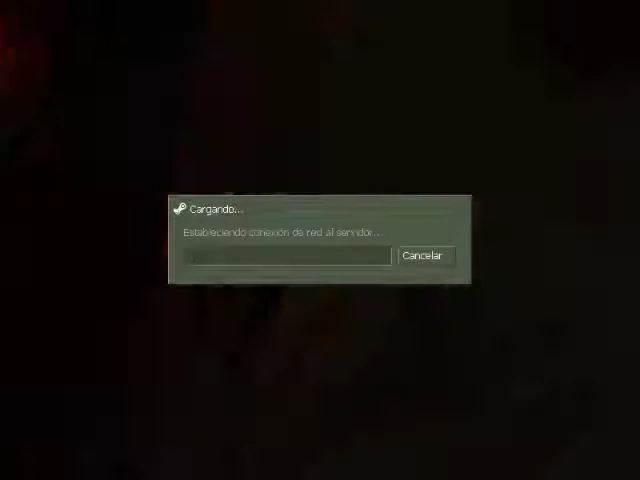 Cargando...
Estableciendo conexión de red al servidor...
Cancelar